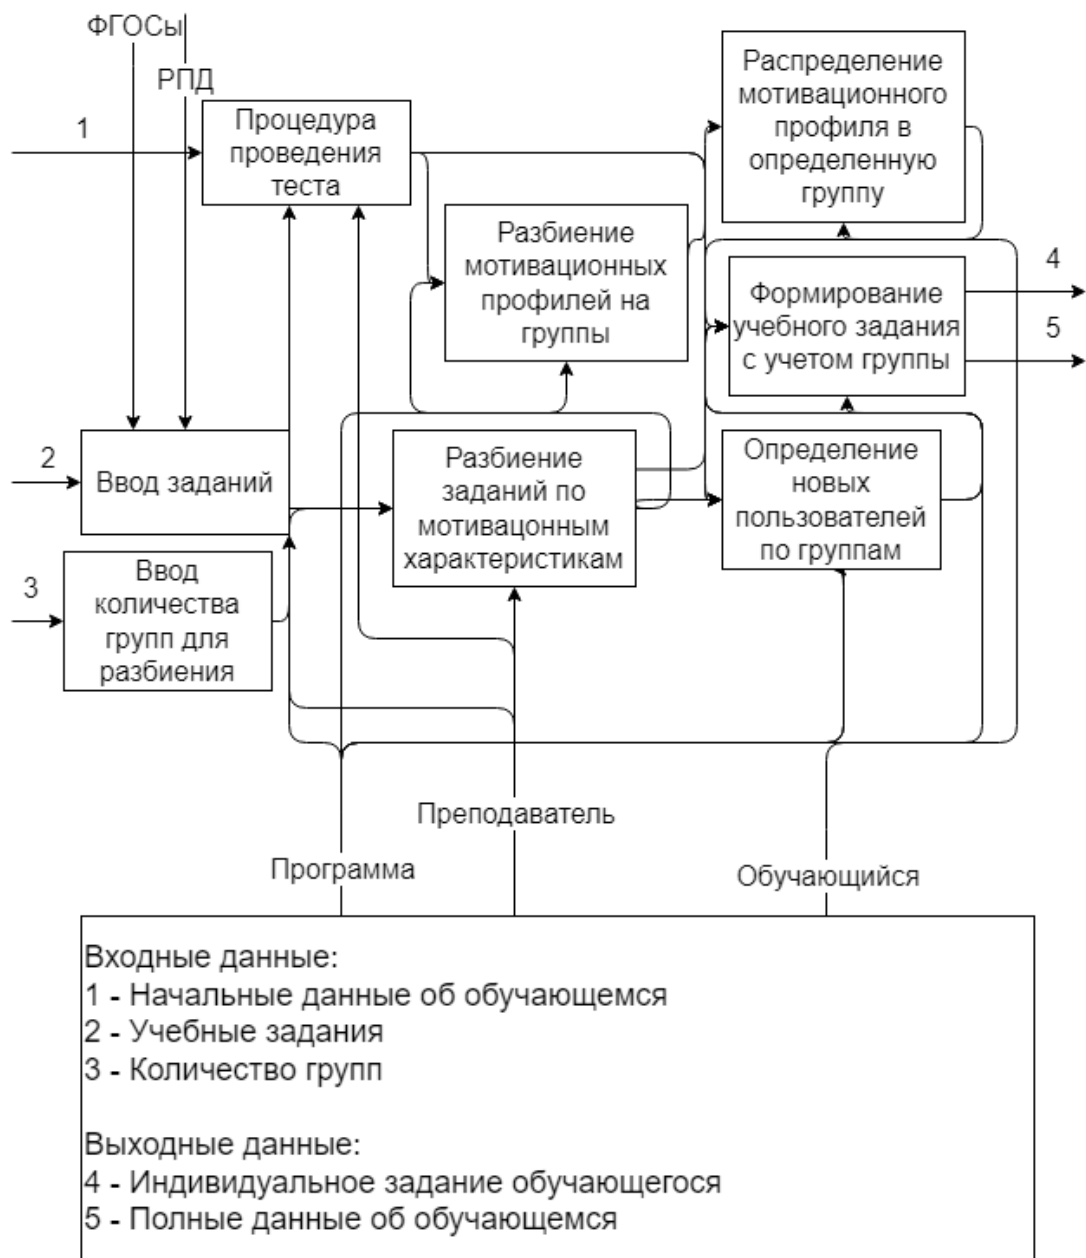 ФГОСы
РПД
1
Процедура
проведения
теста
Распределение
мотивационного
профиля в
определенную
группу
Разбиение
мотивационных
профилей на
группы
Формирование
учебного задания
с учетом группы
4
5
2
Ввод заданий
Разбиение
заданий по
мотивацонным
характеристикам
Определение
новых
пользователей
по группам
3
Ввод
количества
групп для
разбиения
Преподаватель
Программа
Обучающийся
Входные данные:
1 - Начальные данные об обучающемся
2 - Учебные задания
3 - Количество групп
Выходные данные:
4 - Индивидуальное задание обучающегося
5 - Полные данные об обучающемся